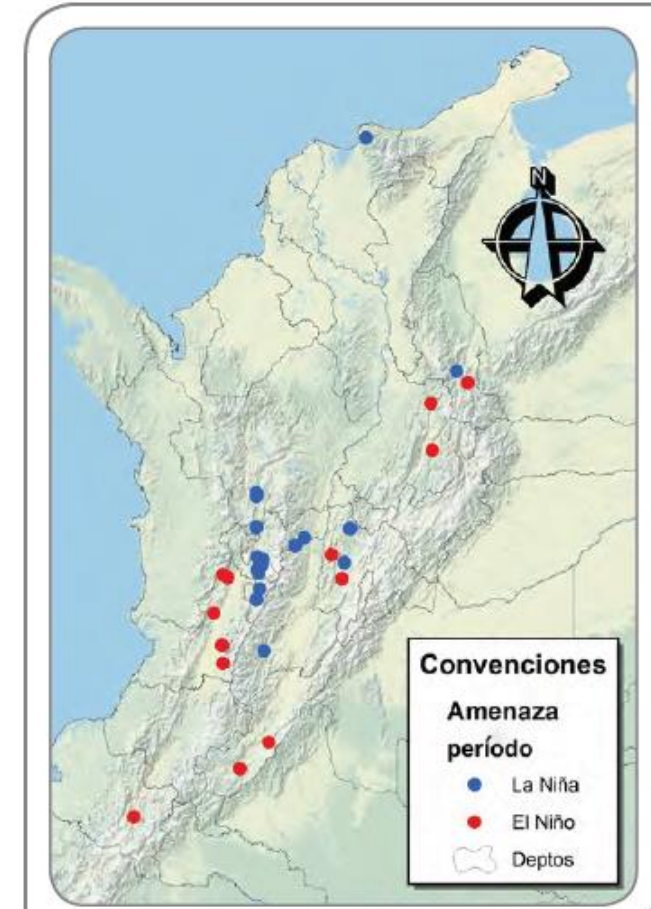 N
Convenciones
Amenaza
período
La Niña
El Niño
Deptos